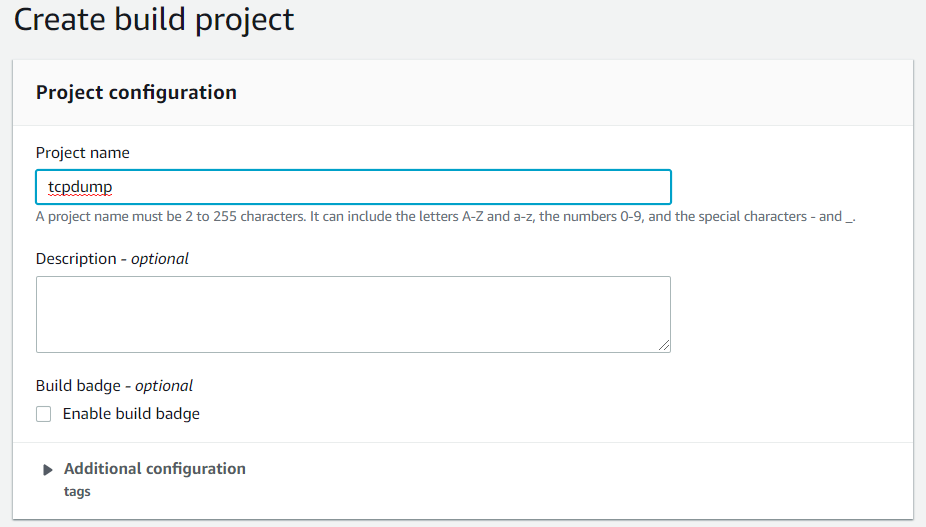 Create build project
Project configuration
Project name
tcpdump
A project name must be 2 to 255 characters. It can include the letters A-Z and a-z, the numbers 0-9, and the special characters - and _.
Description - optional
Build badge - optional
Enable build badge
Additional configuration
tags